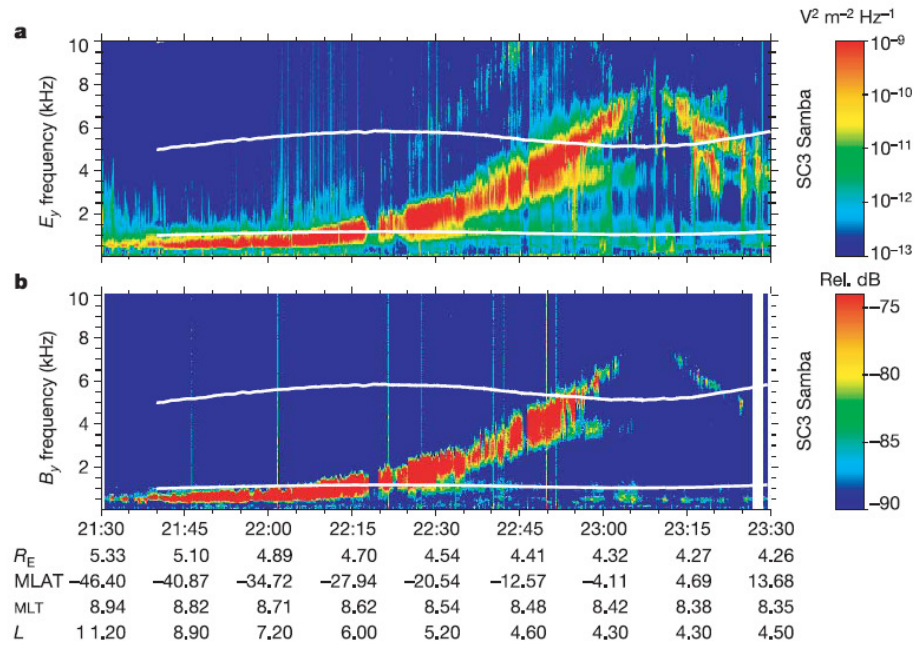 V² m⁻² Hz⁻¹
a
10
8
6
4
2
E_y frequency (kHz)
10⁻⁹
10⁻¹⁰
10⁻¹¹
10⁻¹²
10⁻¹³
SC3 Samba
b
Rel. dB
10
8
6
4
2
B_y frequency (kHz)
−75
−80
−85
−90
SC3 Samba
21:30 21:45 22:00 22:15 22:30 22:45 23:00 23:15 23:30
R_E 5.33 5.10 4.89 4.70 4.54 4.41 4.32 4.27 4.26
MLAT −46.40 −40.87 −34.72 −27.94 −20.54 −12.57 −4.11 4.69 13.68
MLT 8.94 8.82 8.71 8.62 8.54 8.48 8.42 8.38 8.35
L 11.20 8.90 7.20 6.00 5.20 4.60 4.30 4.30 4.50